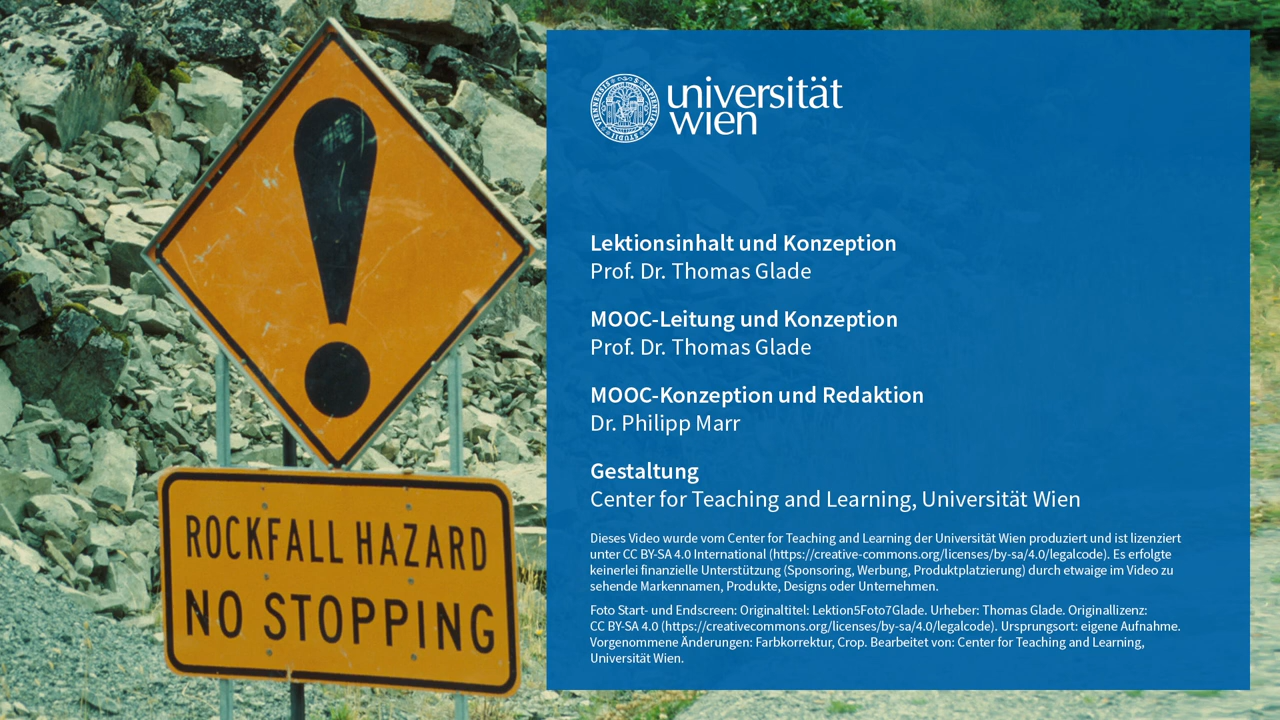 ROCKFALL HAZARD
NO STOPPING
universität
wien
Lektionsinhalt und Konzeption
Prof. Dr. Thomas Glade
MOOC-Leitung und Konzeption
Prof. Dr. Thomas Glade
MOOC-Konzeption und Redaktion
Dr. Philipp Marr
Gestaltung
Center for Teaching and Learning, Universität Wien
Dieses Video wurde vom Center for Teaching and Learning der Universität Wien produziert und ist lizenziert
unter CC BY-SA 4.0 International (https://creative-commons.org/licenses/by-sa/4.0/legalcode). Es erfolgte
keinerlei finanzielle Unterstützung (Sponsoring, Werbung, Produktplatzierung) durch etwaige im Video zu
sehende Markennamen, Produkte, Designs oder Unternehmen.
Foto Start- und Endscreen: Originaltitel: Lektion5Foto7Glade. Urheber: Thomas Glade. Originallizenz:
CC BY-SA 4.0 (https://creativecommons.org/licenses/by-sa/4.0/legalcode). Ursprungsort: eigene Aufnahme.
Vorgenommene Änderungen: Farbkorrektur, Crop. Bearbeitet von: Center for Teaching and Learning,
Universität Wien.